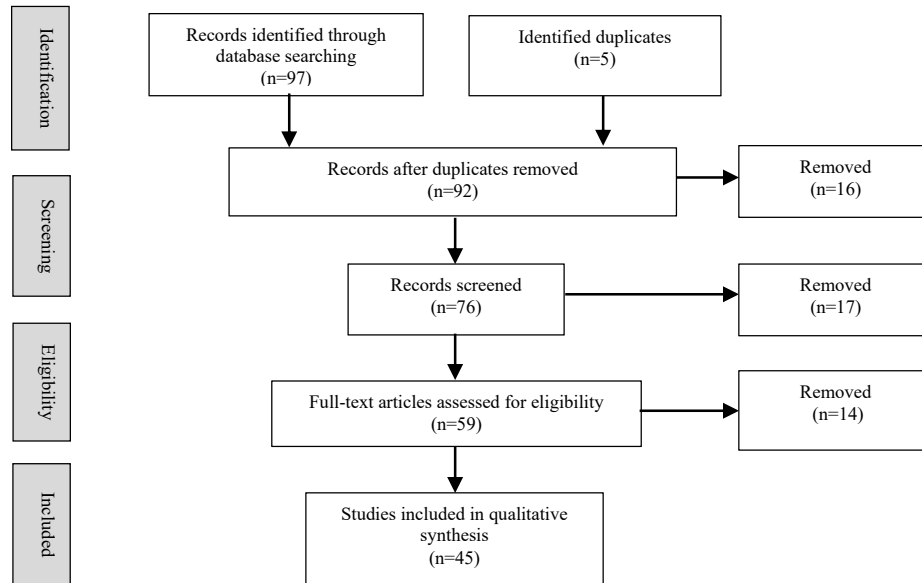 Identification
Records identified through
database searching
(n=97)
Identified duplicates
(n=5)
Records after duplicates removed
(n=92)
Removed
(n=16)
Screening
Records screened
(n=76)
Removed
(n=17)
Eligibility
Full-text articles assessed for eligibility
(n=59)
Removed
(n=14)
Included
Studies included in qualitative
synthesis
(n=45)